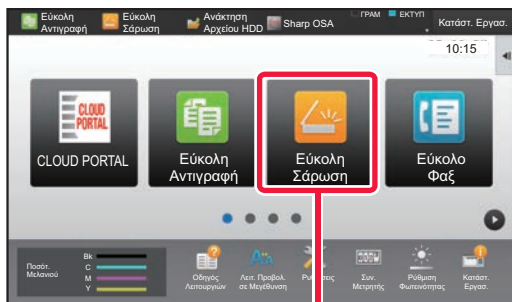 Εύκολη
Αντιγραφή
Εύκολη
Σάρωση
Ανάκτηση
Αρχείου HDD
Sharp OSA
ΓΡΑΜ
ΕΚΤΥΠ
Κατάστ. Εργασ.
10:15
CLOUD
PORTAL
CLOUD PORTAL
Εύκολη
Αντιγραφή
Εύκολη
Σάρωση
Εύκολο
Φαξ
Ποσότ.
Μελανιού
Bk
C
M
Y
Οδηγός
Λειτουργιών
Λειτ. Προβολ.
σε Μεγέθυνση
Ρυθμίσεις
Συν.
Μετρητής
Ρύθμιση
Φωτεινότητας
Κατάστ.
Εργασ.